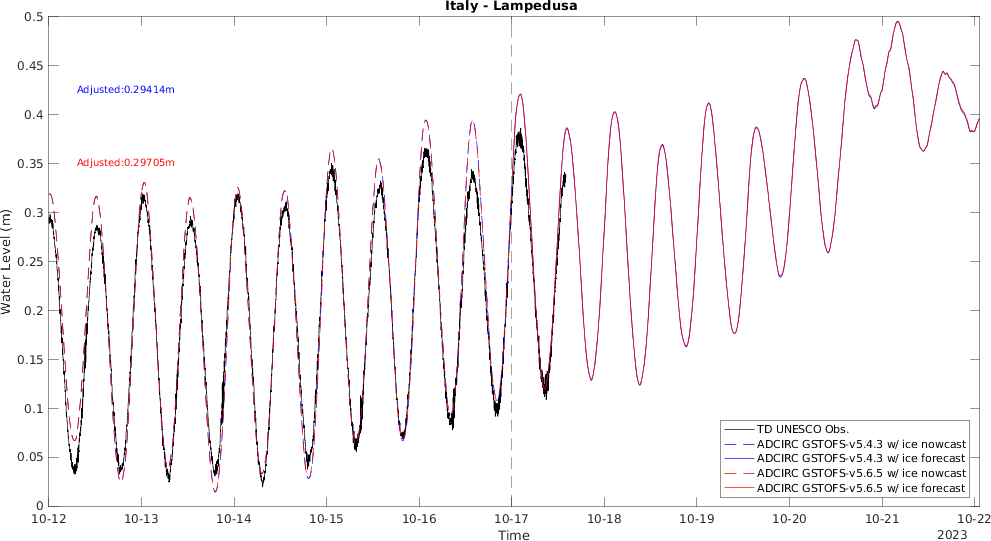 Italy - Lampedusa
0.5
0.45
0.4
0.35
0.3
0.25
0.2
0.15
0.1
0.05
0
Water Level (m)
Adjusted:0.29414m
Adjusted:0.29705m
TD UNESCO Obs.
ADCIRC GSTOFS-v5.4.3 w/ ice nowcast
ADCIRC GSTOFS-v5.4.3 w/ ice forecast
ADCIRC GSTOFS-v5.6.5 w/ ice nowcast
ADCIRC GSTOFS-v5.6.5 w/ ice forecast
10-12 10-13 10-14 10-15 10-16 10-17 10-18 10-19 10-20 10-21 10-22
Time
2023